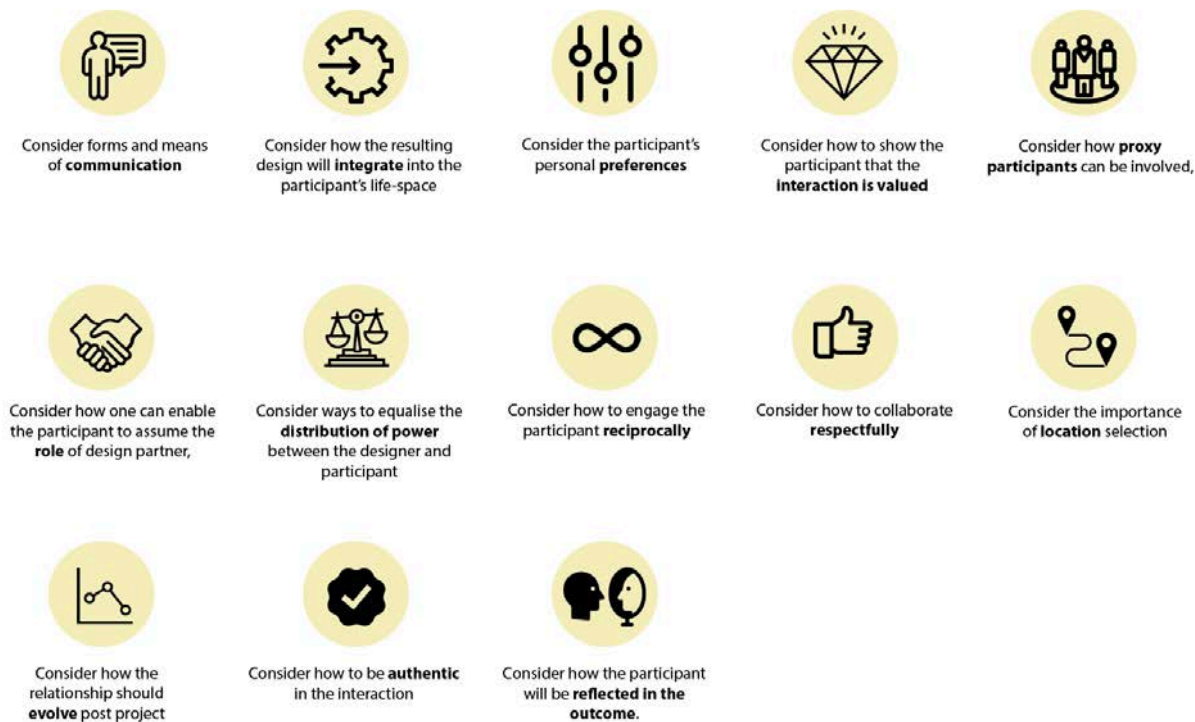 Consider forms and means
of communication
Consider how the resulting
design will integrate into the
participant's life-space
Consider the participant's
personal preferences
Consider how to show the
participant that the
interaction is valued
Consider how proxy
participants can be involved,
Consider how one can enable
the participant to assume the
role of design partner,
Consider ways to equalise the
distribution of power
between the designer and
participant
Consider how to engage the
participant reciprocally
Consider how to collaborate
respectfully
Consider the importance
of location selection
Consider how the
relationship should
evolve post project
Consider how to be authentic
in the interaction
Consider how the participant
will be reflected in the
outcome.